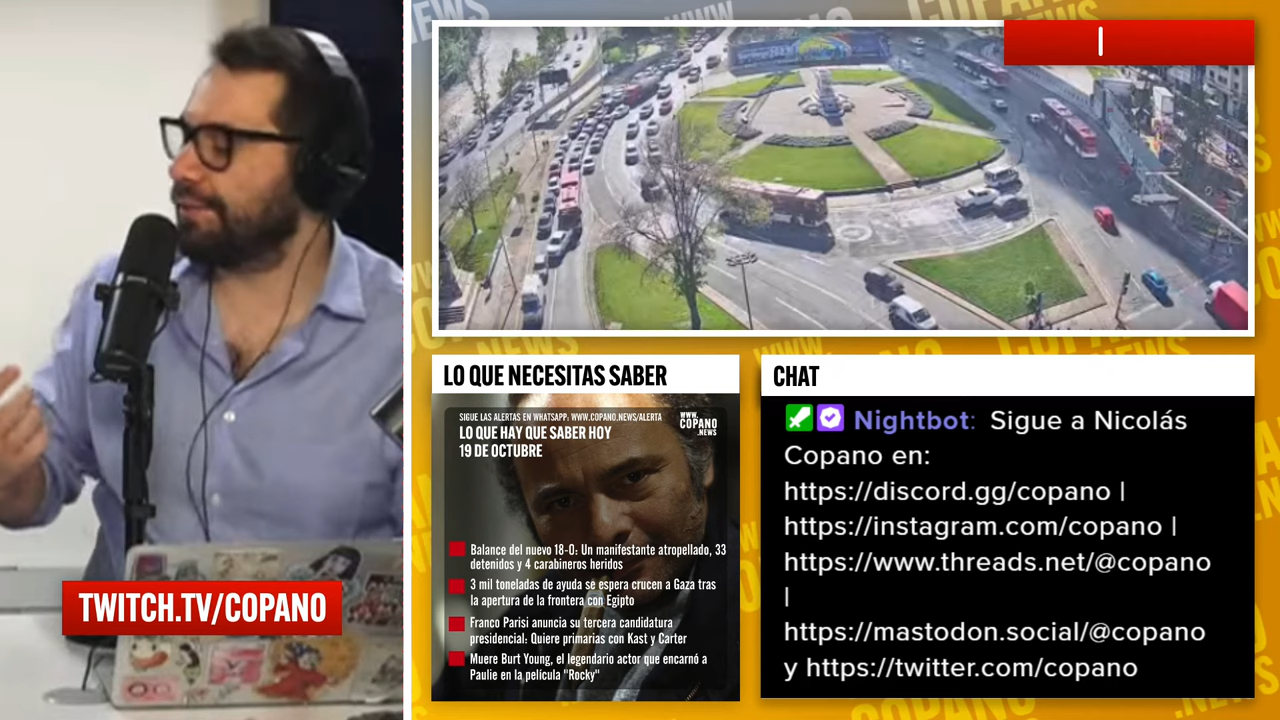 TWITCH.TV/COPANO
LO QUE NECESITAS SABER
SIGUE LAS ALERTAS EN WHATSAPP: WWW.COPANO.NEWS/ALERTA
WWW.
COPANO
.NEWS
LO QUE HAY QUE SABER HOY
19 DE OCTUBRE
Balance del nuevo 18-O: Un manifestante atropellado, 33
detenidos y 4 carabineros heridos
3 mil toneladas de ayuda se espera crucen a Gaza tras
la apertura de la frontera con Egipto
Franco Parisi anuncia su tercera candidatura
presidencial: Quiere primarias con Kast y Carter
Muere Burt Young, el legendario actor que encarnó a
Paulie en la película "Rocky"
CHAT
Nightbot: Sigue a Nicolás
Copano en:
https://discord.gg/copano |
https://instagram.com/copano |
https://www.threads.net/@copano
|
https://mastodon.social/@copano
y https://twitter.com/copano